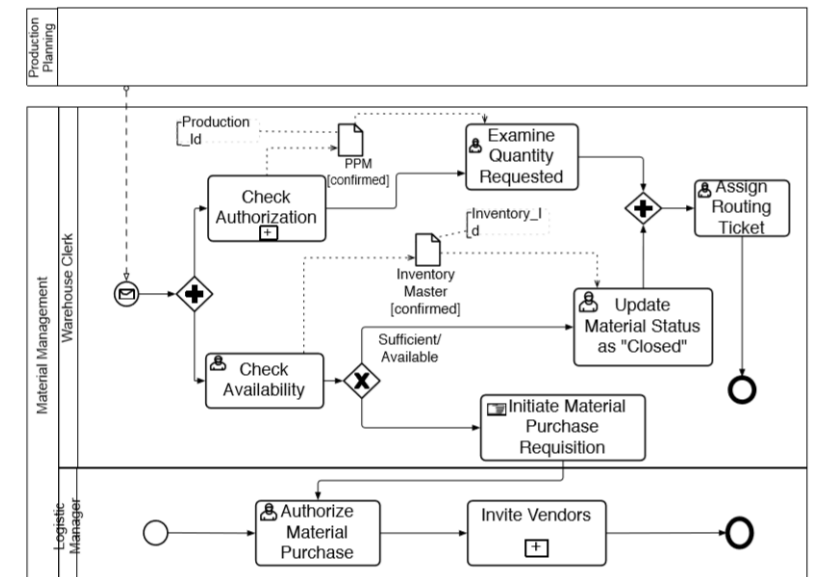 Production
Planning
Material Management
Warehouse Clerk
Logistic
Manager
Production
_Id
PPM
[confirmed]
Examine
Quantity
Requested
Check
Authorization
Assign
Routing
Ticket
Inventory_I
d
Inventory
Master
[confirmed]
Update
Material Status
as "Closed"
Sufficient/
Available
Check
Availability
Initiate Material
Purchase
Requisition
Authorize
Material
Purchase
Invite Vendors